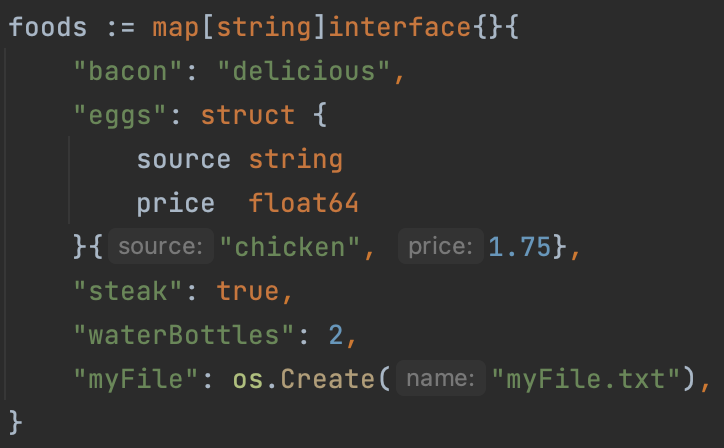 foods := map[string]interface{}{
    "bacon": "delicious",
    "eggs": struct {
        source string
        price  float64
    }{source: "chicken", price: 1.75},
    "steak": true,
    "waterBottles": 2,
    "myFile": os.Create(name: "myFile.txt"),
}